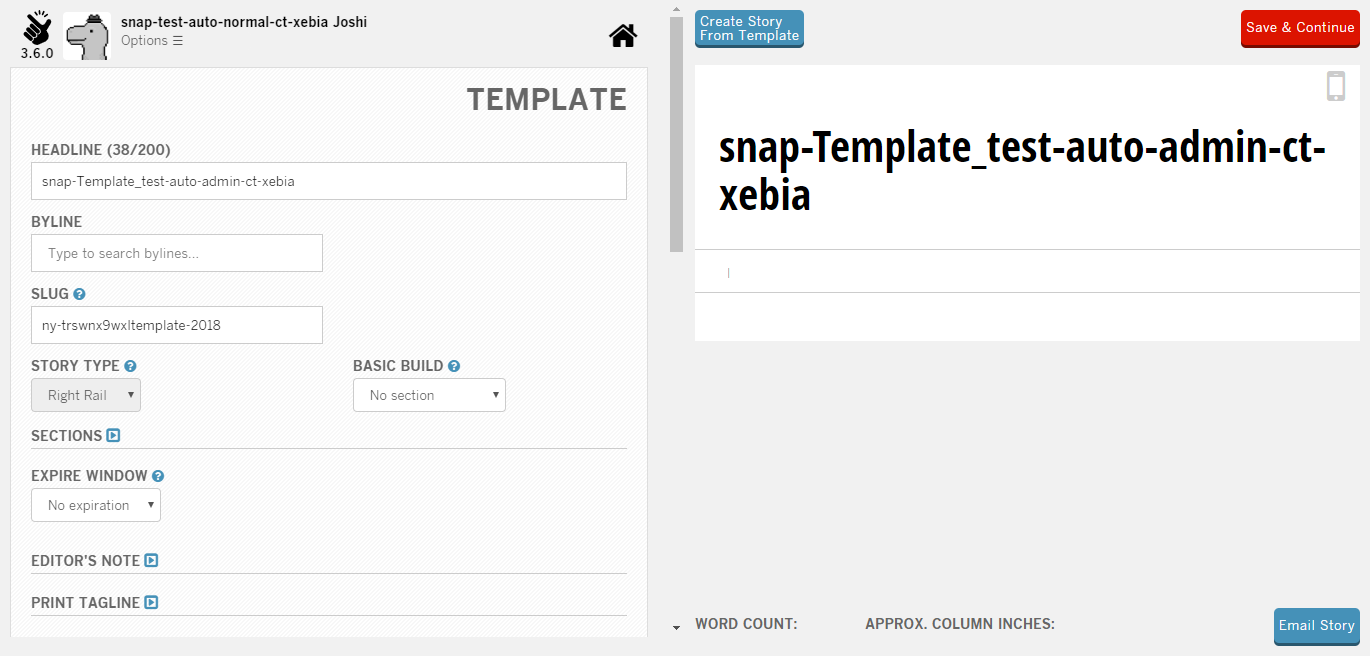 snap-test-auto-normal-ct-xebia Joshi
Options ☰
3.6.0
TEMPLATE
HEADLINE (38/200)
snap-Template_test-auto-admin-ct-xebia
BYLINE
Type to search bylines...
SLUG
ny-trswnx9wxltemplate-2018
STORY TYPE
BASIC BUILD
Right Rail
No section
SECTIONS
EXPIRE WINDOW
No expiration
EDITOR'S NOTE
PRINT TAGLINE
Create Story
From Template
Save & Continue
snap-Template_test-auto-admin-ct-
xebia
|
WORD COUNT:
APPROX. COLUMN INCHES:
Email Story